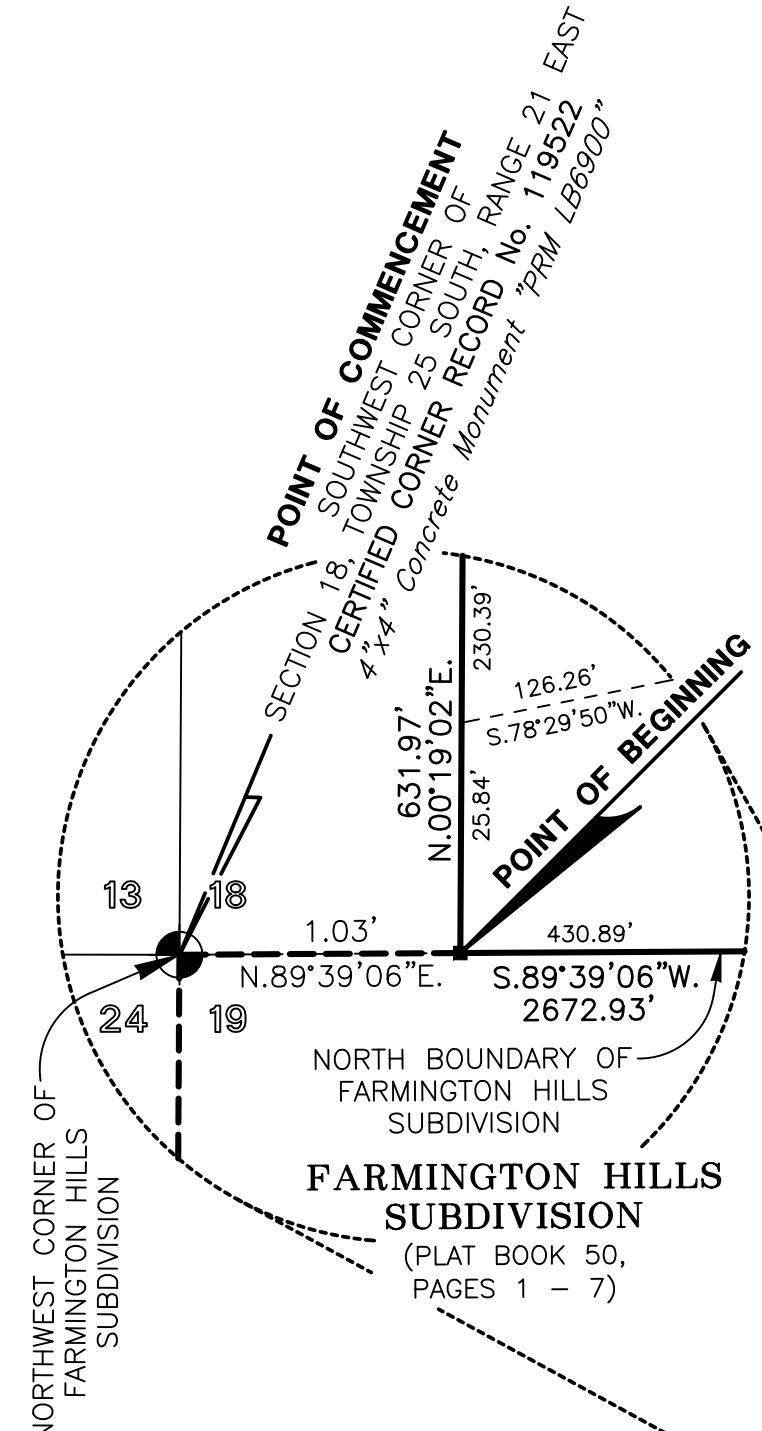 POINT OF COMMENCEMENT
SOUTHWEST CORNER OF
SECTION 18, TOWNSHIP 25 SOUTH, RANGE 21 EAST
CERTIFIED CORNER RECORD No. 119522
4"x4" Concrete Monument "PRM LB6900"
631.97'
N.00°19'02"E.
230.39'
25.84'
126.26'
S.78°29'50"W.
POINT OF BEGINNING
13
18
24
19
1.03'
N.89°39'06"E.
430.89'
S.89°39'06"W.
2672.93'
NORTH BOUNDARY OF
FARMINGTON HILLS
SUBDIVISION
NORTHWEST CORNER OF
FARMINGTON HILLS
SUBDIVISION
FARMINGTON HILLS
SUBDIVISION
(PLAT BOOK 50,
PAGES 1 - 7)